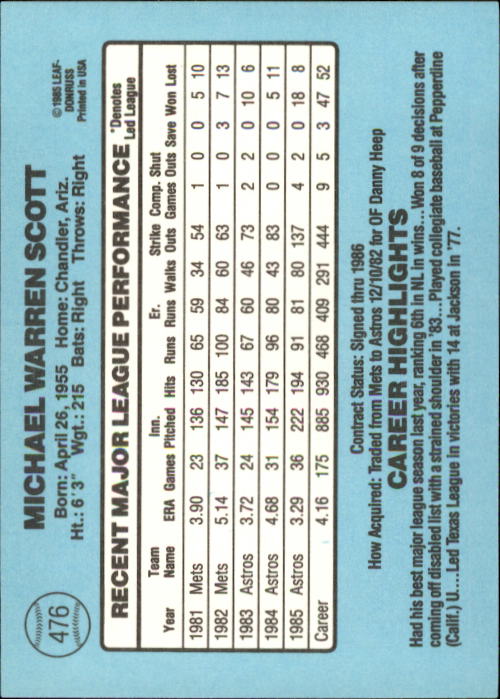 476
MICHAEL WARREN SCOTT
Born: April 26, 1955 Home: Chandler, Ariz.
Ht.: 6'3" Wgt.: 215 Bats: Right Throws: Right
©1985 LEAF-
DONRUSS
Printed in USA
RECENT MAJOR LEAGUE PERFORMANCE *Denotes
Led League
Team Inn. Er. Strike Comp. Shut
Year Name ERA Games Pitched Hits Runs Runs Walks Outs Games Outs Save Won Lost
1981 Mets 3.90 23 136 130 65 59 34 54 1 0 0 5 10
1982 Mets 5.14 37 147 185 100 84 60 63 1 0 3 7 13
1983 Astros 3.72 24 145 143 67 60 46 73 2 2 0 10 6
1984 Astros 4.68 31 154 179 96 80 43 83 0 0 0 5 11
1985 Astros 3.29 36 222 194 91 81 80 137 4 2 0 18 8
Career 4.16 175 885 930 468 409 291 444 9 5 3 47 52
Contract Status: Signed thru 1986
How Acquired: Traded from Mets to Astros 12/10/82 for OF Danny Heep
CAREER HIGHLIGHTS
Had his best major league season last year, ranking 6th in NL in wins...Won 8 of 9 decisions after
coming off disabled list with a strained shoulder in '83...Played collegiate baseball at Pepperdine
(Calif.) U....Led Texas League in victories with 14 at Jackson in '77.